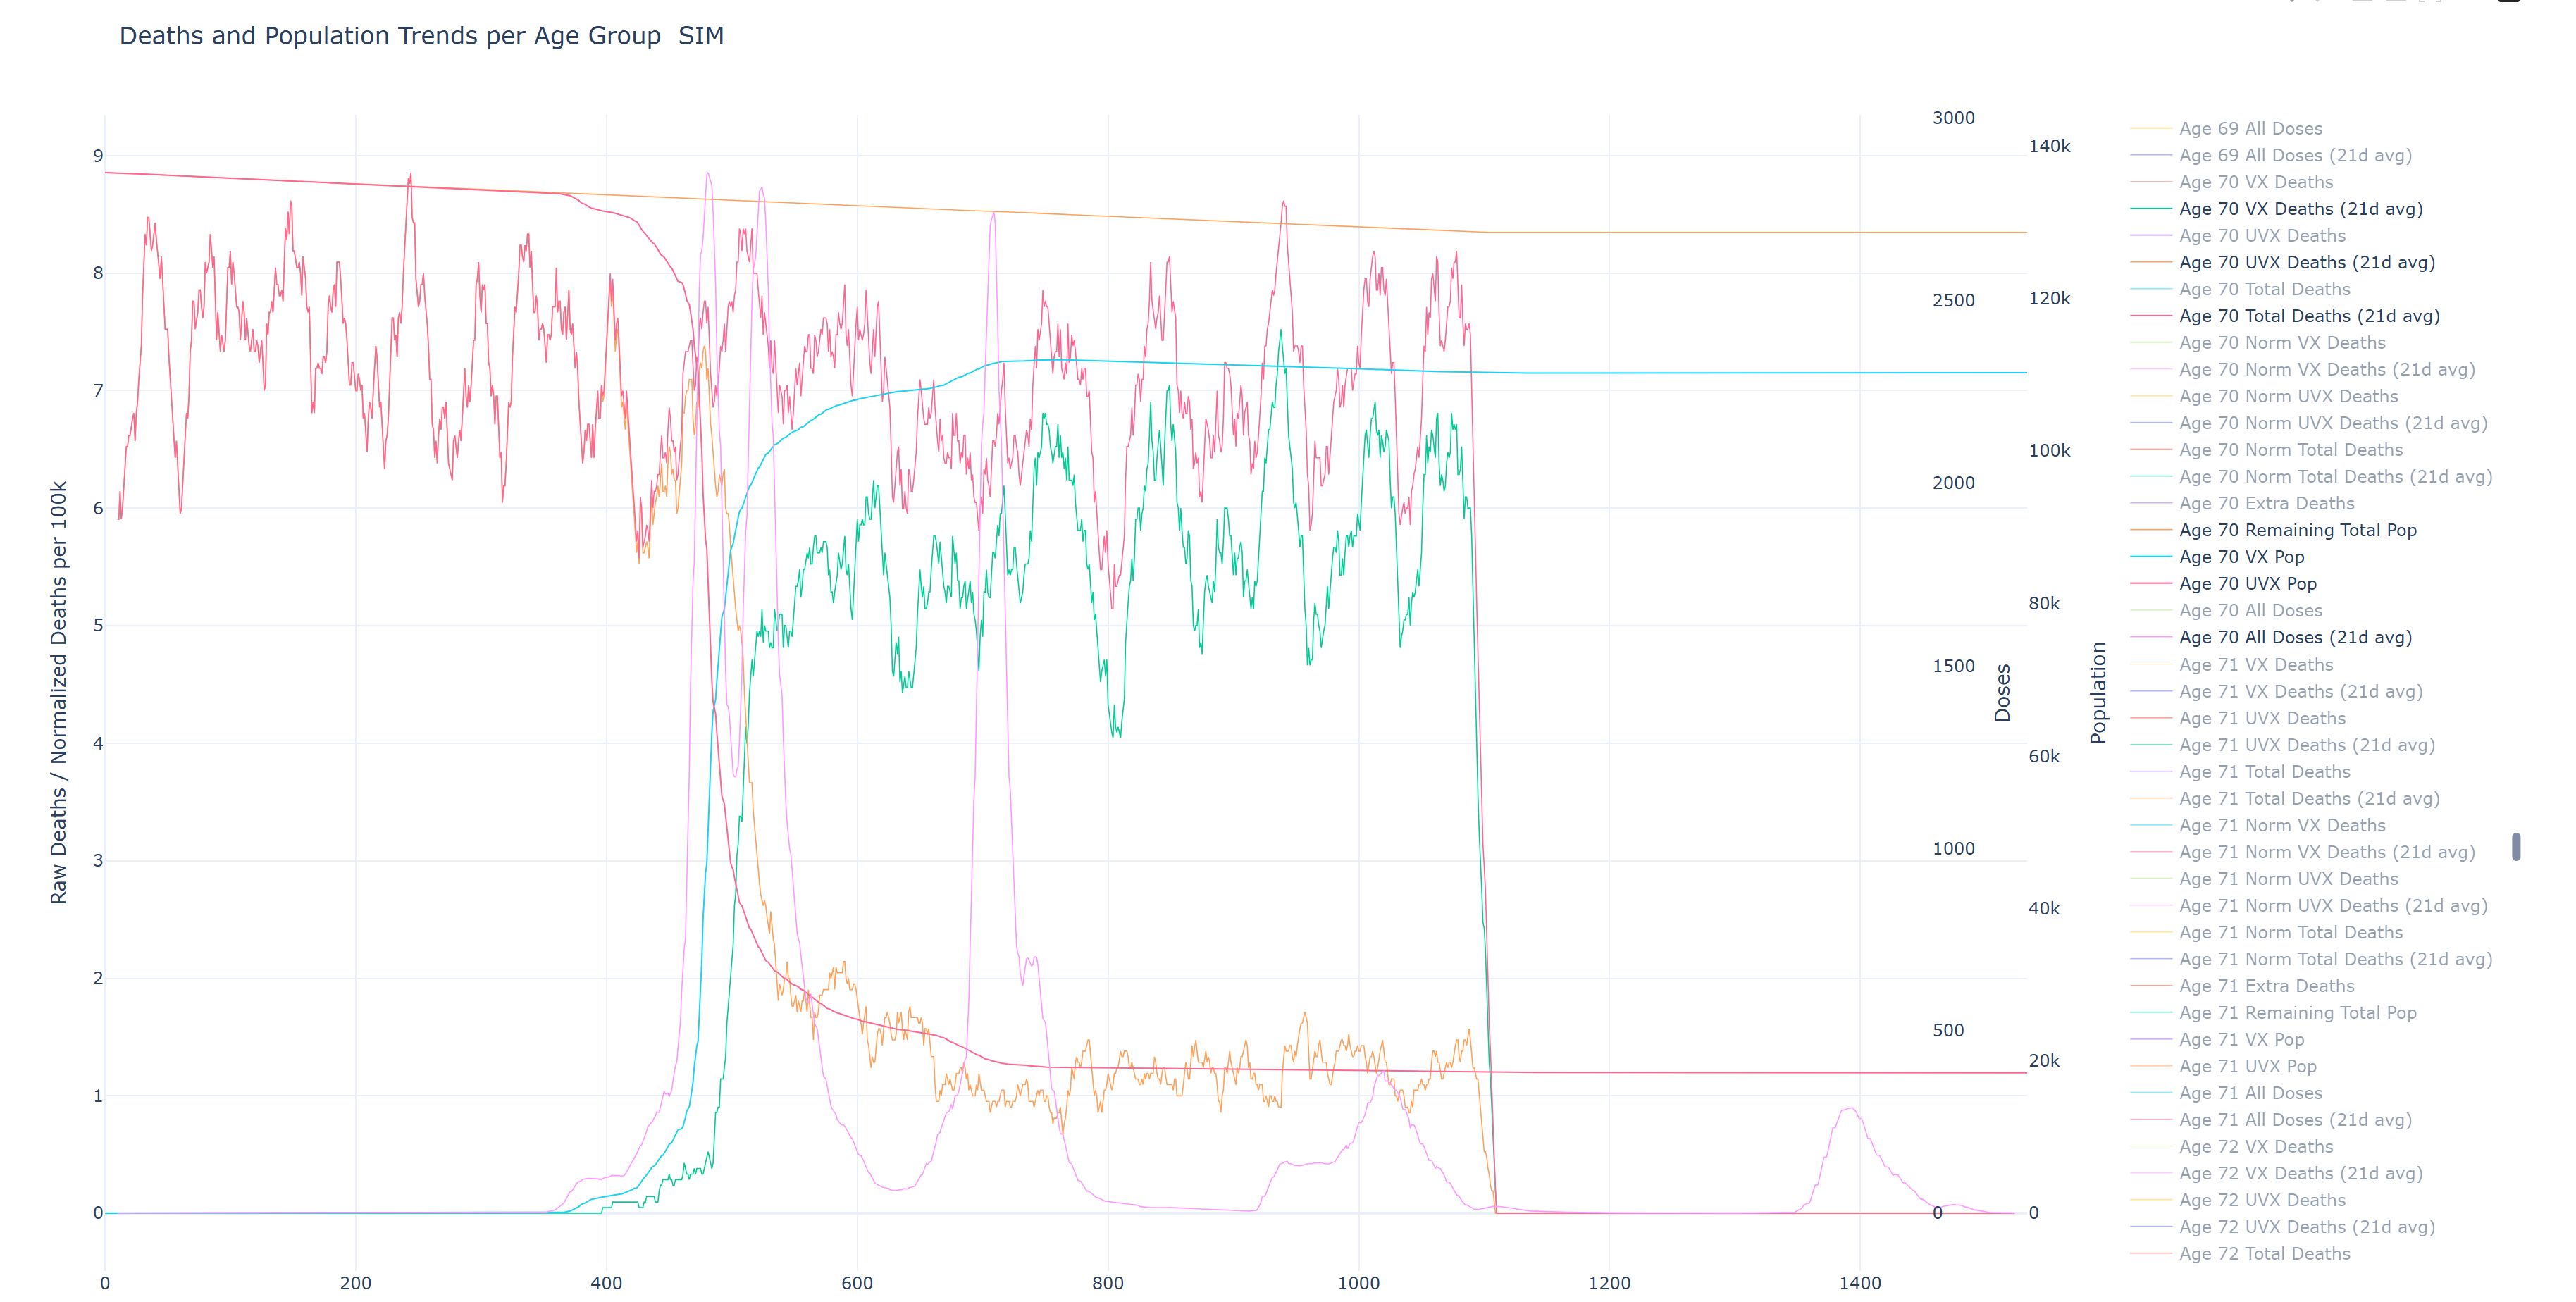 Deaths and Population Trends per Age Group  SIM
Raw Deaths / Normalized Deaths per 100k
9
8
7
6
5
4
3
2
1
0
0
200
400
600
800
1000
1200
1400
3000
2500
2000
1500
1000
500
0
Doses
140k
120k
100k
80k
60k
40k
20k
0
Population
Age 69 All Doses
Age 69 All Doses (21d avg)
Age 70 VX Deaths
Age 70 VX Deaths (21d avg)
Age 70 UVX Deaths
Age 70 UVX Deaths (21d avg)
Age 70 Total Deaths
Age 70 Total Deaths (21d avg)
Age 70 Norm VX Deaths
Age 70 Norm VX Deaths (21d avg)
Age 70 Norm UVX Deaths
Age 70 Norm UVX Deaths (21d avg)
Age 70 Norm Total Deaths
Age 70 Norm Total Deaths (21d avg)
Age 70 Extra Deaths
Age 70 Remaining Total Pop
Age 70 VX Pop
Age 70 UVX Pop
Age 70 All Doses
Age 70 All Doses (21d avg)
Age 71 VX Deaths
Age 71 VX Deaths (21d avg)
Age 71 UVX Deaths
Age 71 UVX Deaths (21d avg)
Age 71 Total Deaths
Age 71 Total Deaths (21d avg)
Age 71 Norm VX Deaths
Age 71 Norm VX Deaths (21d avg)
Age 71 Norm UVX Deaths
Age 71 Norm UVX Deaths (21d avg)
Age 71 Norm Total Deaths
Age 71 Norm Total Deaths (21d avg)
Age 71 Extra Deaths
Age 71 Remaining Total Pop
Age 71 VX Pop
Age 71 UVX Pop
Age 71 All Doses
Age 71 All Doses (21d avg)
Age 72 VX Deaths
Age 72 VX Deaths (21d avg)
Age 72 UVX Deaths
Age 72 UVX Deaths (21d avg)
Age 72 Total Deaths